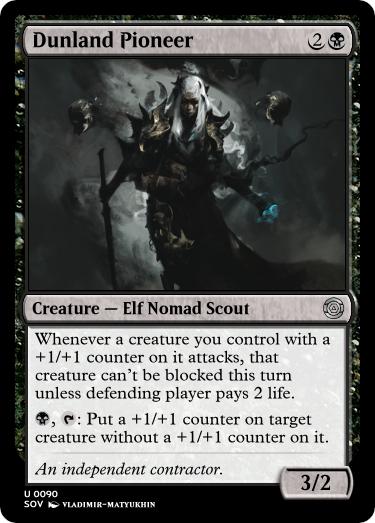 Dunland Pioneer 2
Creature — Elf Nomad Scout
Whenever a creature you control with a
+1/+1 counter on it attacks, that
creature can't be blocked this turn
unless defending player pays 2 life.
, : Put a +1/+1 counter on target
creature without a +1/+1 counter on it.
An independent contractor.
3/2
U 0090
SOV VLADIMIR-MATYUKHIN